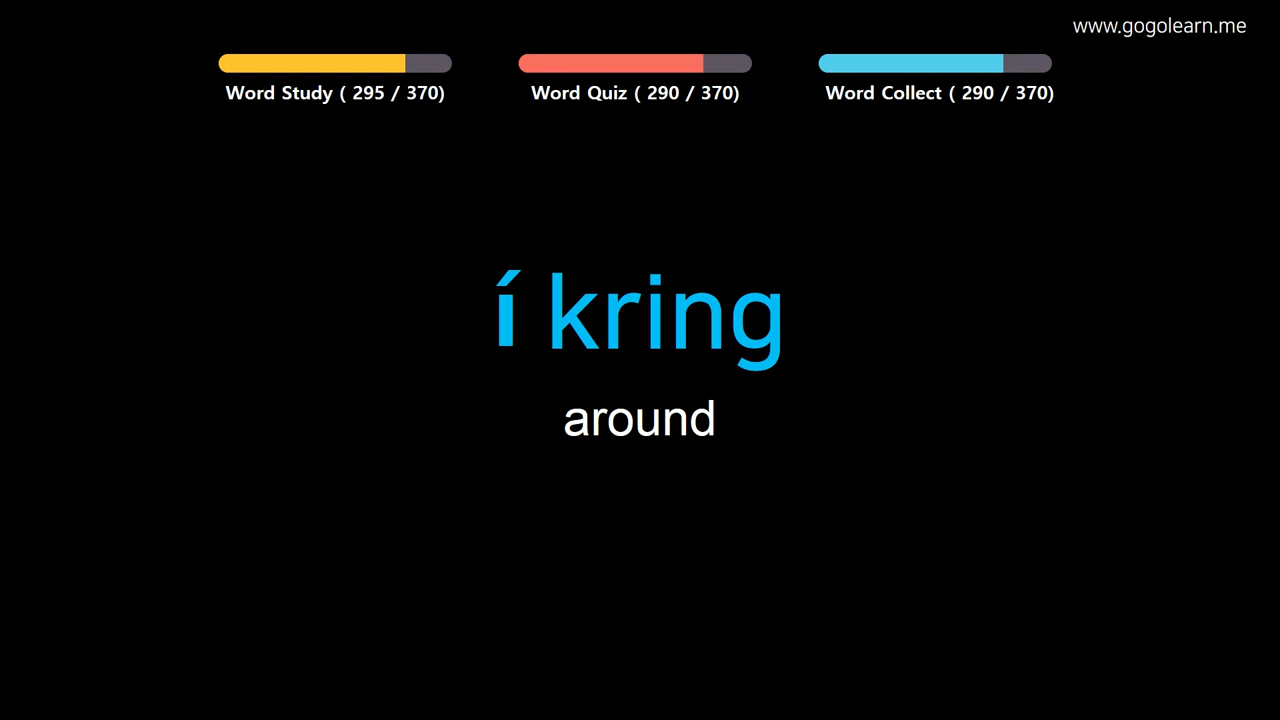 www.gogolearn.me
Word Study ( 295 / 370)
Word Quiz ( 290 / 370)
Word Collect ( 290 / 370)
í kring
around